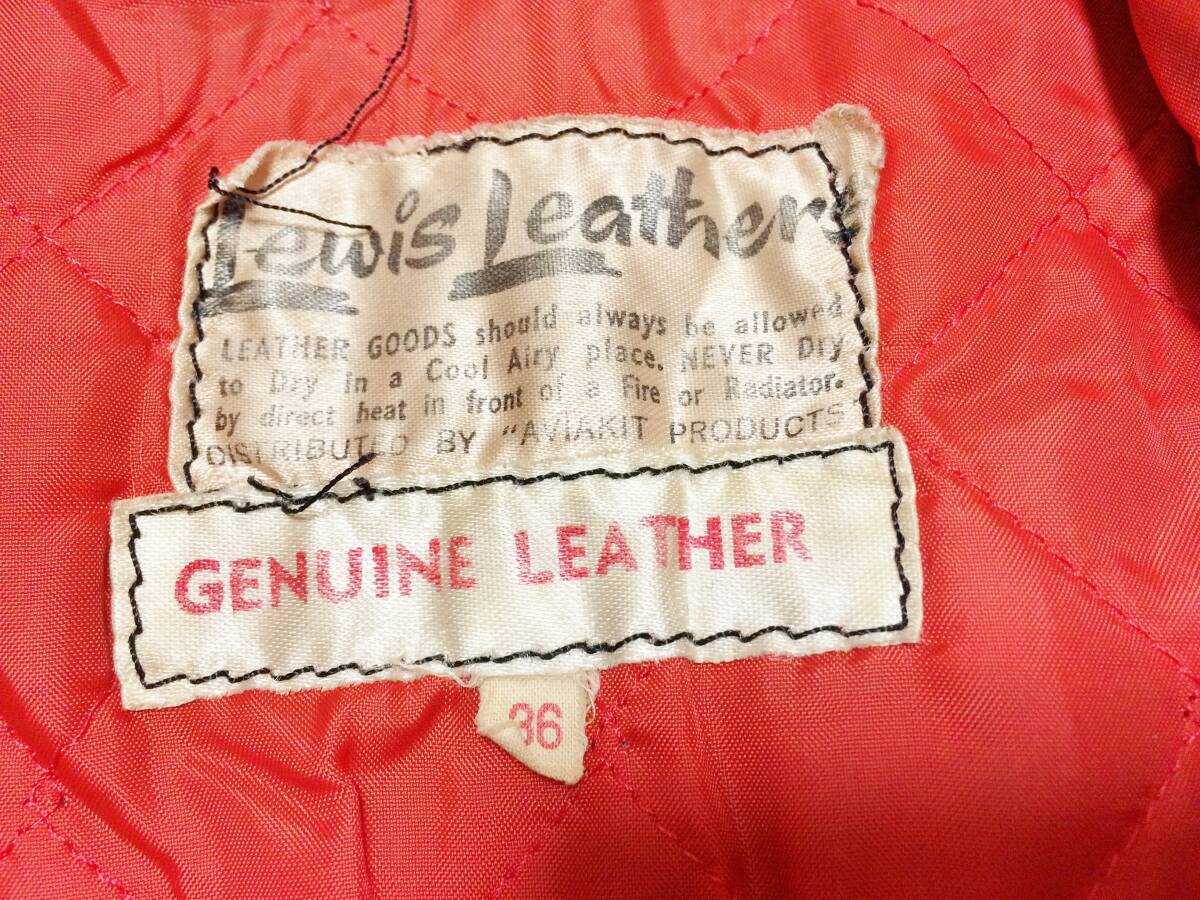 Lewis Leathers
LEATHER GOODS should always be allowed
to Dry in a Cool Airy place. NEVER Dry
by direct heat in front of a Fire or Radiator.
DISTRIBUTED BY "AVIAKIT PRODUCTS"
GENUINE LEATHER
36